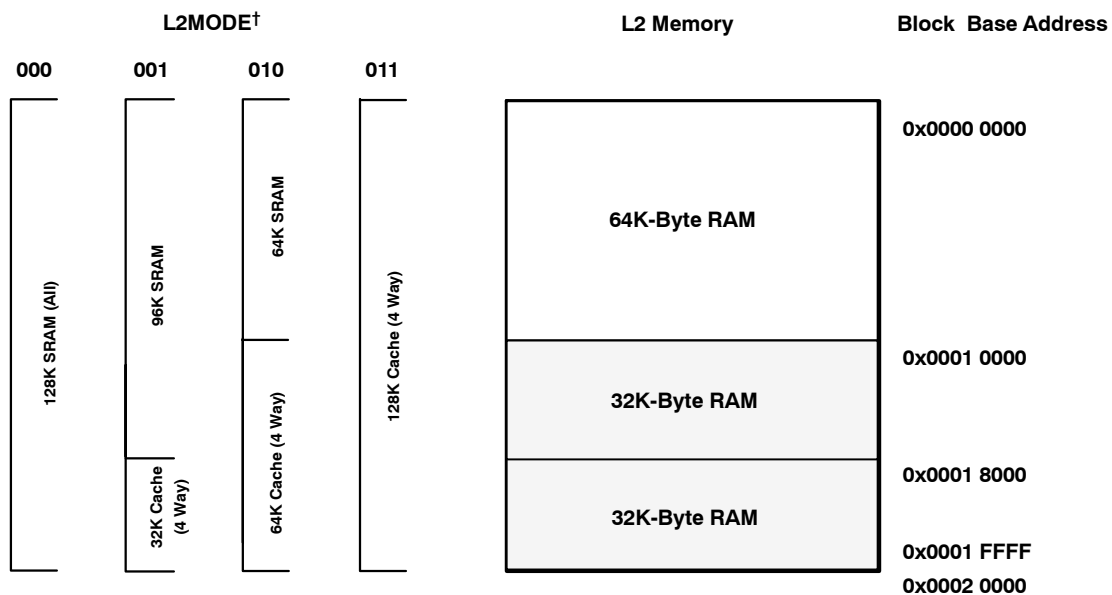 L2MODE† L2 Memory Block Base Address
000 001 010 011
128K SRAM (All)
96K SRAM
32K Cache
(4 Way)
64K SRAM
64K Cache (4 Way)
128K Cache (4 Way)
64K-Byte RAM
32K-Byte RAM
32K-Byte RAM
0x0000 0000
0x0001 0000
0x0001 8000
0x0001 FFFF
0x0002 0000